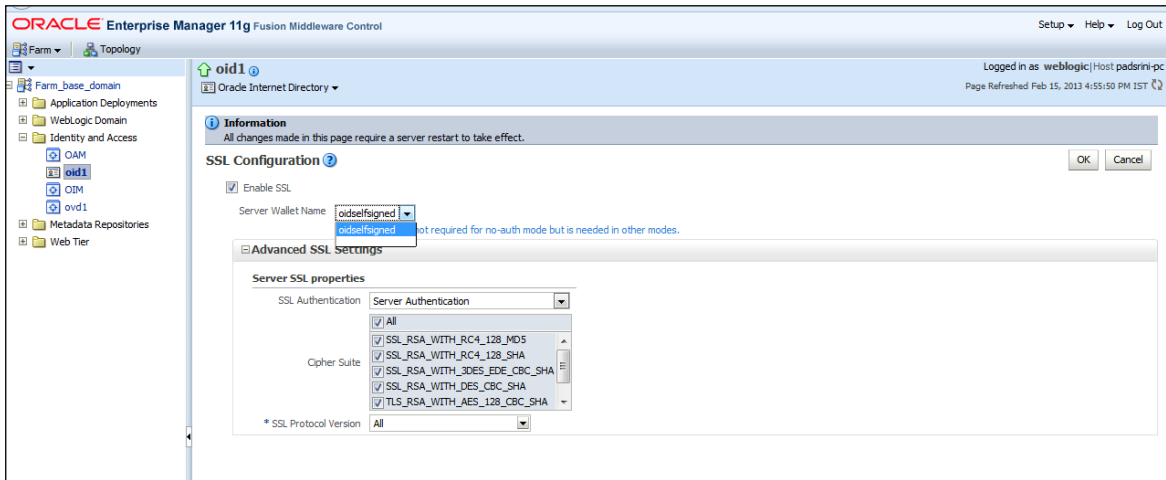 ORACLE Enterprise Manager 11g Fusion Middleware Control
Setup Help Log Out
Farm Topology
Farm_base_domain
Application Deployments
WebLogic Domain
Identity and Access
OAM
oid1
OIM
ovd1
Metadata Repositories
Web Tier
oid1
Logged in as weblogic|Host padsrini-pc
Oracle Internet Directory
Page Refreshed Feb 15, 2013 4:55:50 PM IST
Information
All changes made in this page require a server restart to take effect.
SSL Configuration
OK Cancel
Enable SSL
Server Wallet Name oidselfsigned
oidselfsigned not required for no-auth mode but is needed in other modes.
Advanced SSL Settings
Server SSL properties
SSL Authentication Server Authentication
All
SSL_RSA_WITH_RC4_128_MD5
SSL_RSA_WITH_RC4_128_SHA
Cipher Suite SSL_RSA_WITH_3DES_EDE_CBC_SHA
SSL_RSA_WITH_DES_CBC_SHA
TLS_RSA_WITH_AES_128_CBC_SHA
* SSL Protocol Version All